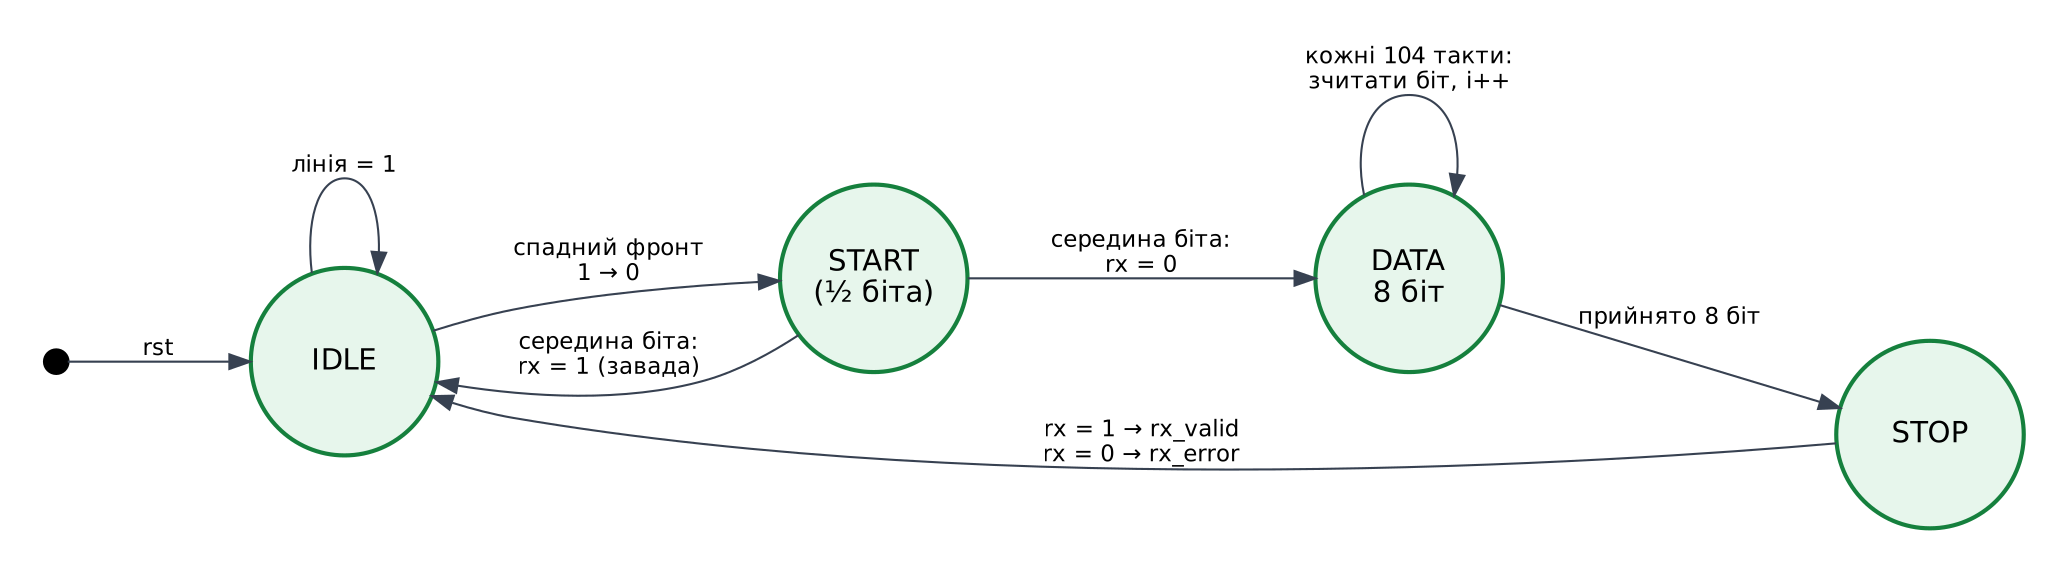 кожні 104 такти:
зчитати біт, i++
лінія = 1
спадний фронт
1 → 0
START
(½ біта)
середина біта:
rx = 0
DATA
8 біт
прийнято 8 біт
rst
IDLE
середина біта:
rx = 1 (завада)
rx = 1 → rx_valid
rx = 0 → rx_error
STOP